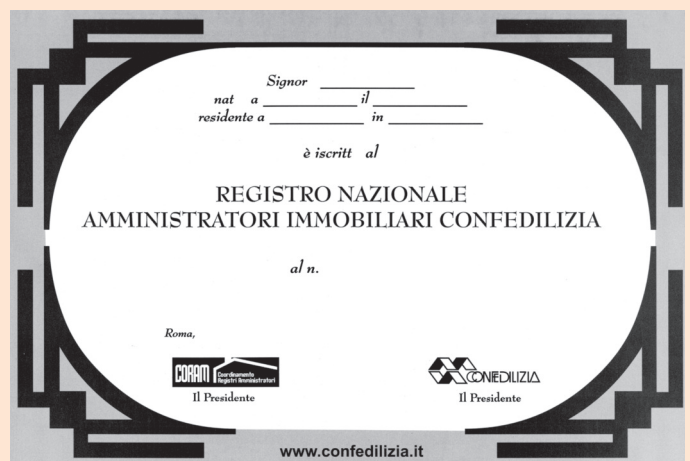 Signor
nat a il
residente a in
è iscritt al
REGISTRO NAZIONALE
AMMINISTRATORI IMMOBILIARI CONFEDILIZIA
al n.
Roma,
CORAM Coordinamento Registri Amministratori
CONFEDILIZIA
Il Presidente
Il Presidente
www.confedilizia.it